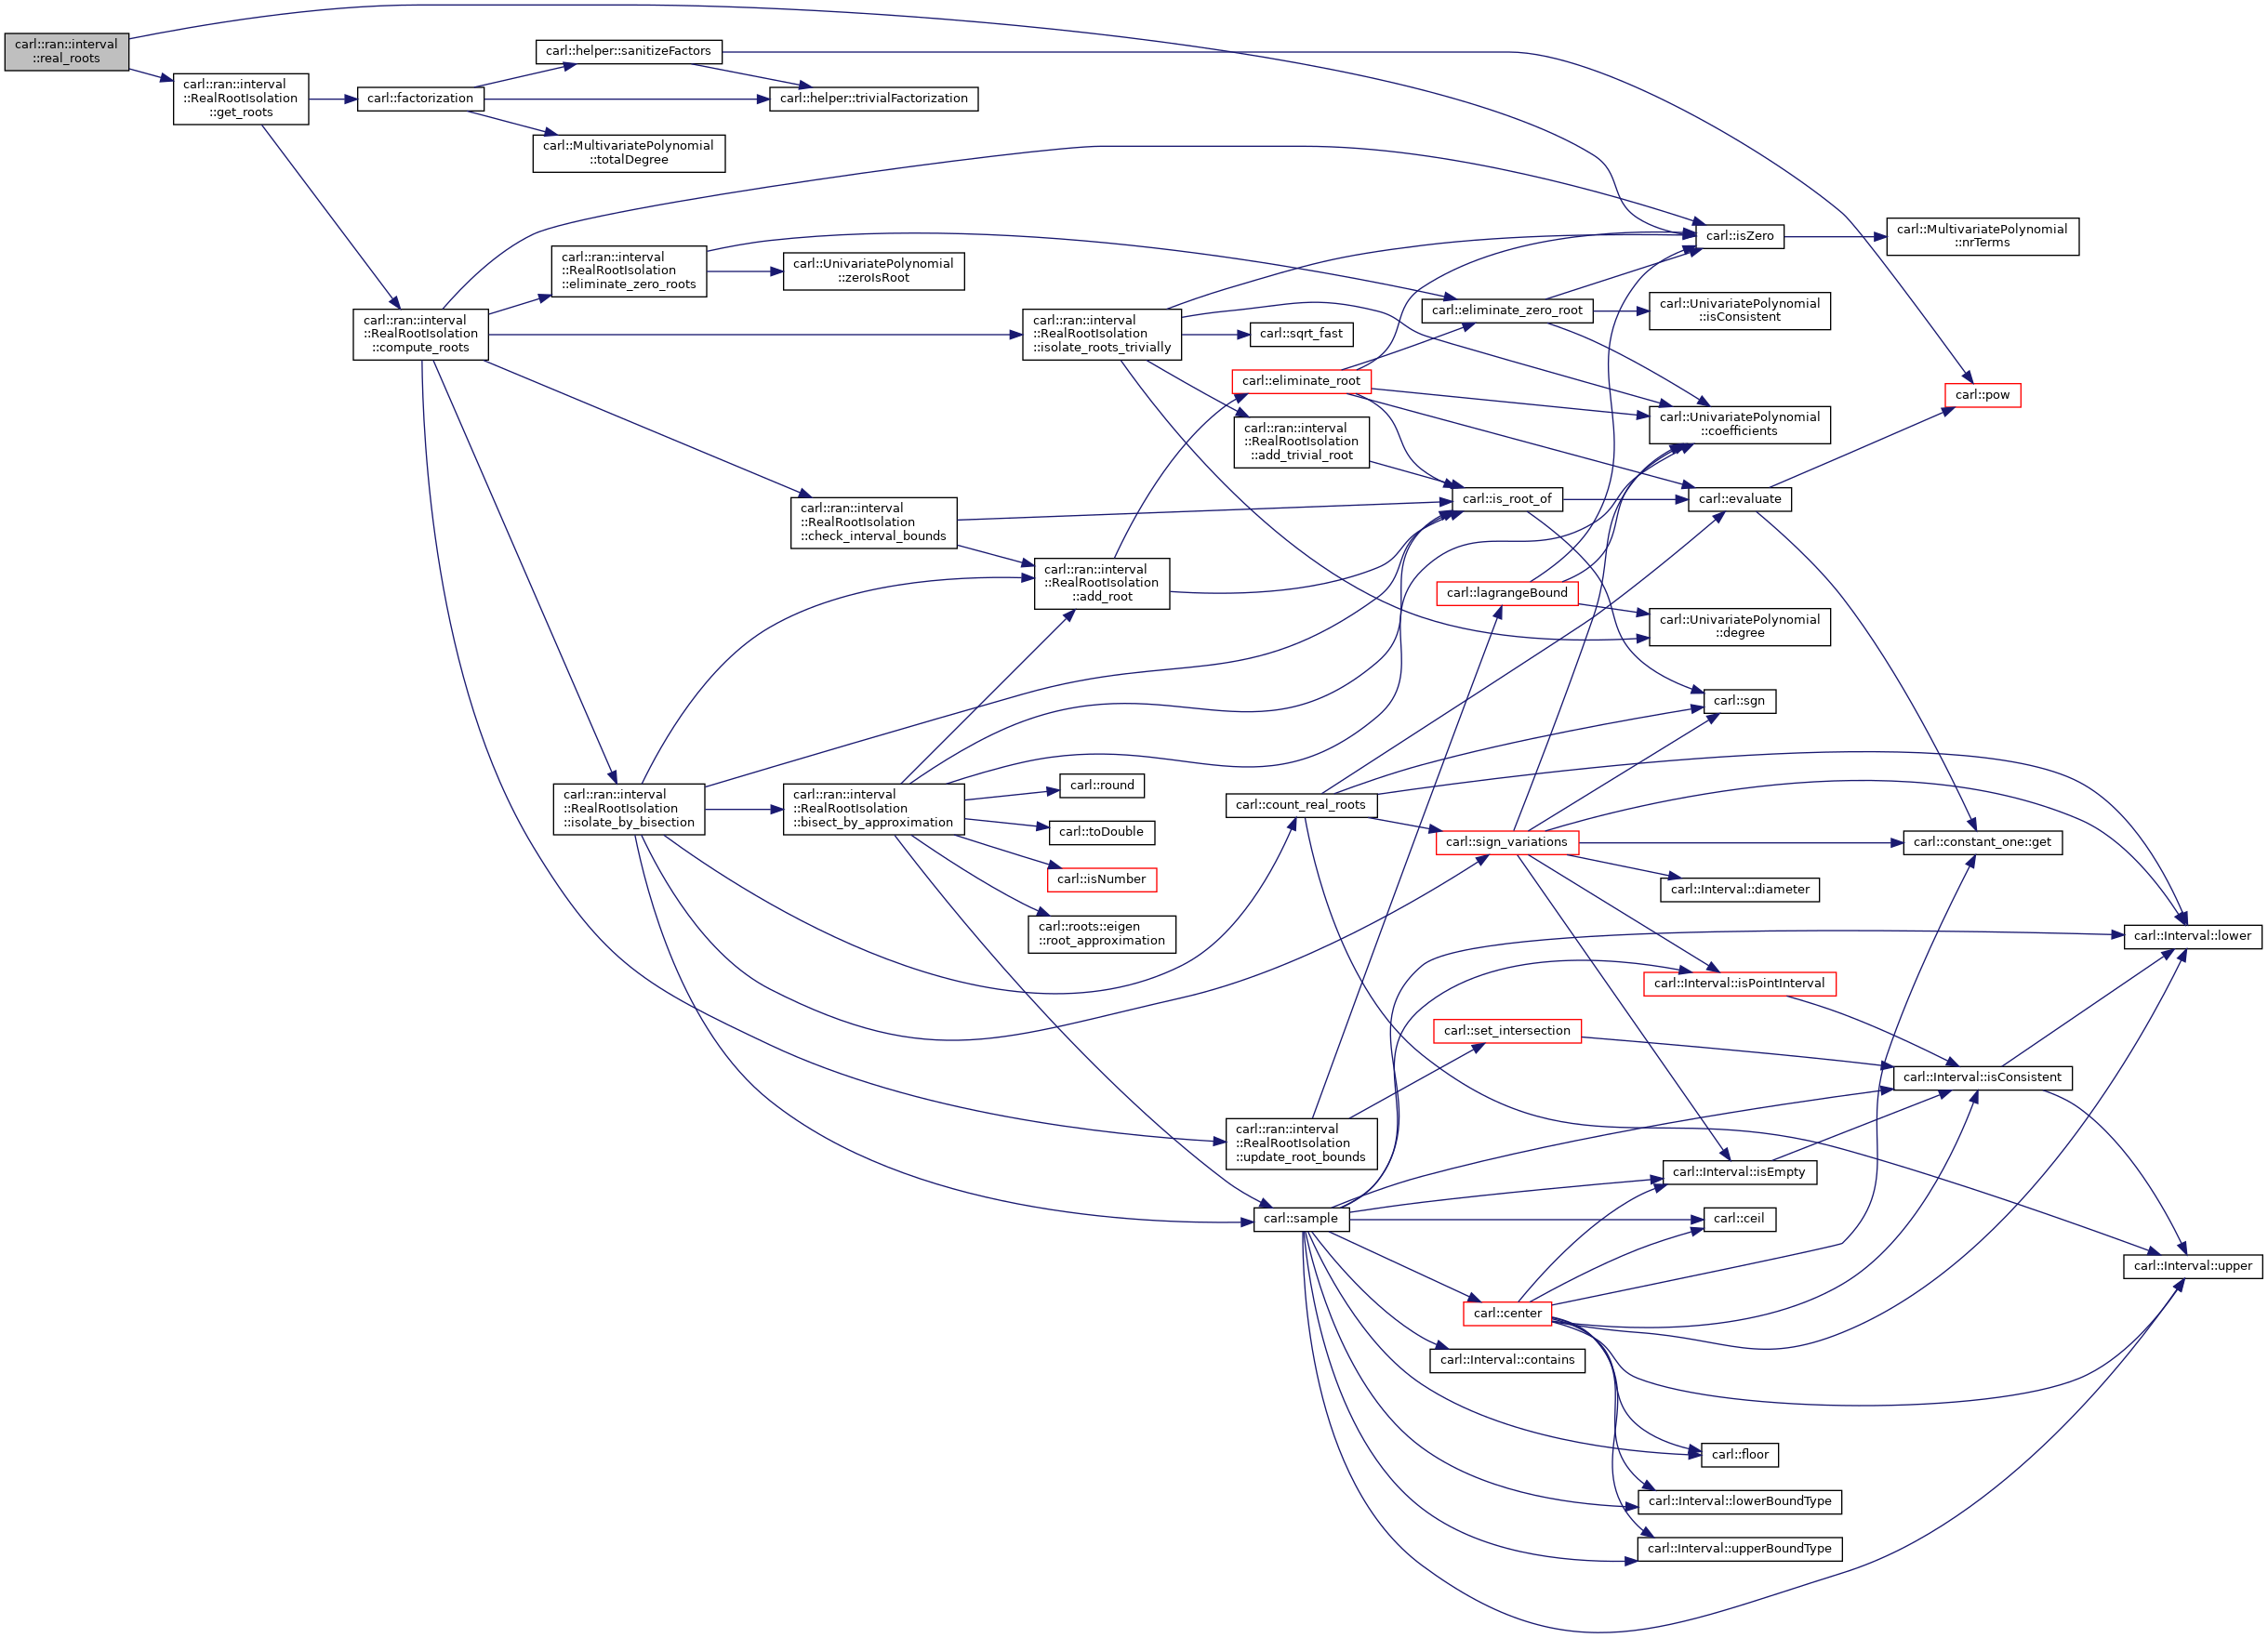 carl::ran::interval
::real_roots
carl::ran::interval
::RealRootIsolation
::get_roots
carl::factorization
carl::helper::sanitizeFactors
carl::helper::trivialFactorization
carl::MultivariatePolynomial
::totalDegree
carl::ran::interval
::RealRootIsolation
::compute_roots
carl::ran::interval
::RealRootIsolation
::eliminate_zero_roots
carl::UnivariatePolynomial
::zeroIsRoot
carl::ran::interval
::RealRootIsolation
::isolate_roots_trivially
carl::sqrt_fast
carl::eliminate_root
carl::ran::interval
::RealRootIsolation
::add_trivial_root
carl::ran::interval
::RealRootIsolation
::check_interval_bounds
carl::ran::interval
::RealRootIsolation
::add_root
carl::isZero
carl::MultivariatePolynomial
::nrTerms
carl::eliminate_zero_root
carl::UnivariatePolynomial
::isConsistent
carl::pow
carl::UnivariatePolynomial
::coefficients
carl::is_root_of
carl::evaluate
carl::lagrangeBound
carl::UnivariatePolynomial
::degree
carl::sgn
carl::ran::interval
::RealRootIsolation
::isolate_by_bisection
carl::ran::interval
::RealRootIsolation
::bisect_by_approximation
carl::round
carl::toDouble
carl::isNumber
carl::roots::eigen
::root_approximation
carl::count_real_roots
carl::sign_variations
carl::constant_one::get
carl::Interval::diameter
carl::Interval::lower
carl::Interval::isPointInterval
carl::set_intersection
carl::Interval::isConsistent
carl::ran::interval
::RealRootIsolation
::update_root_bounds
carl::Interval::isEmpty
carl::sample
carl::ceil
carl::Interval::upper
carl::center
carl::Interval::contains
carl::floor
carl::Interval::lowerBoundType
carl::Interval::upperBoundType